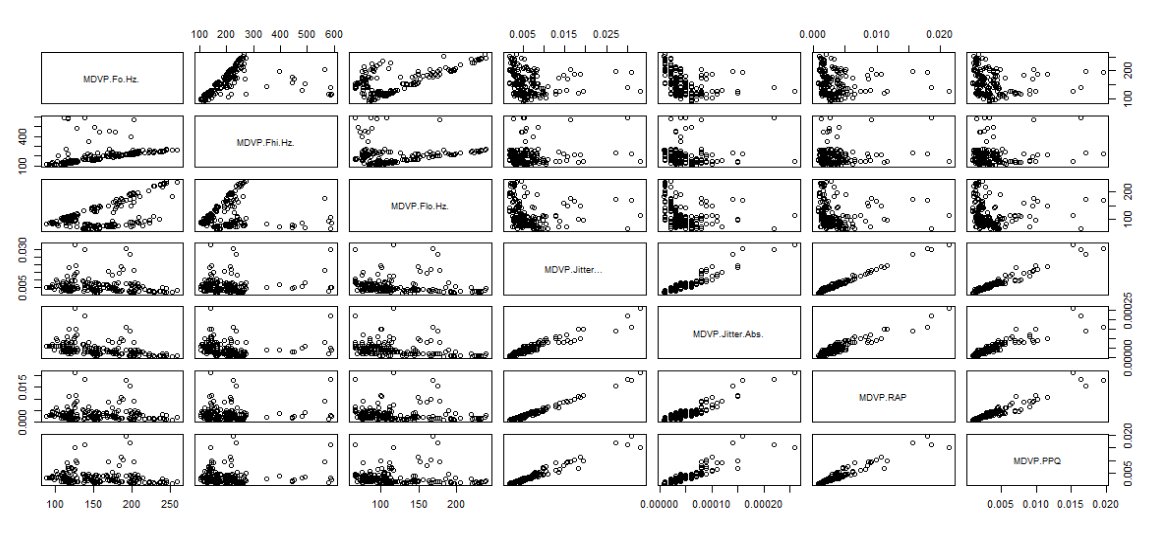 100 200 300 400 500 600
0.005 0.015 0.025
0.000 0.010 0.020
MDVP.Fo.Hz.
100 200
100 400
MDVP.Fhi.Hz.
MDVP.Flo.Hz.
100 200
0.005 0.030
MDVP.Jitter...
MDVP.Jitter.Abs.
0.00000 0.00025
0.000 0.015
MDVP.RAP
MDVP.PPQ
0.005 0.020
100 150 200 250
100 150 200
0.00000 0.00010 0.00020
0.005 0.010 0.015 0.020